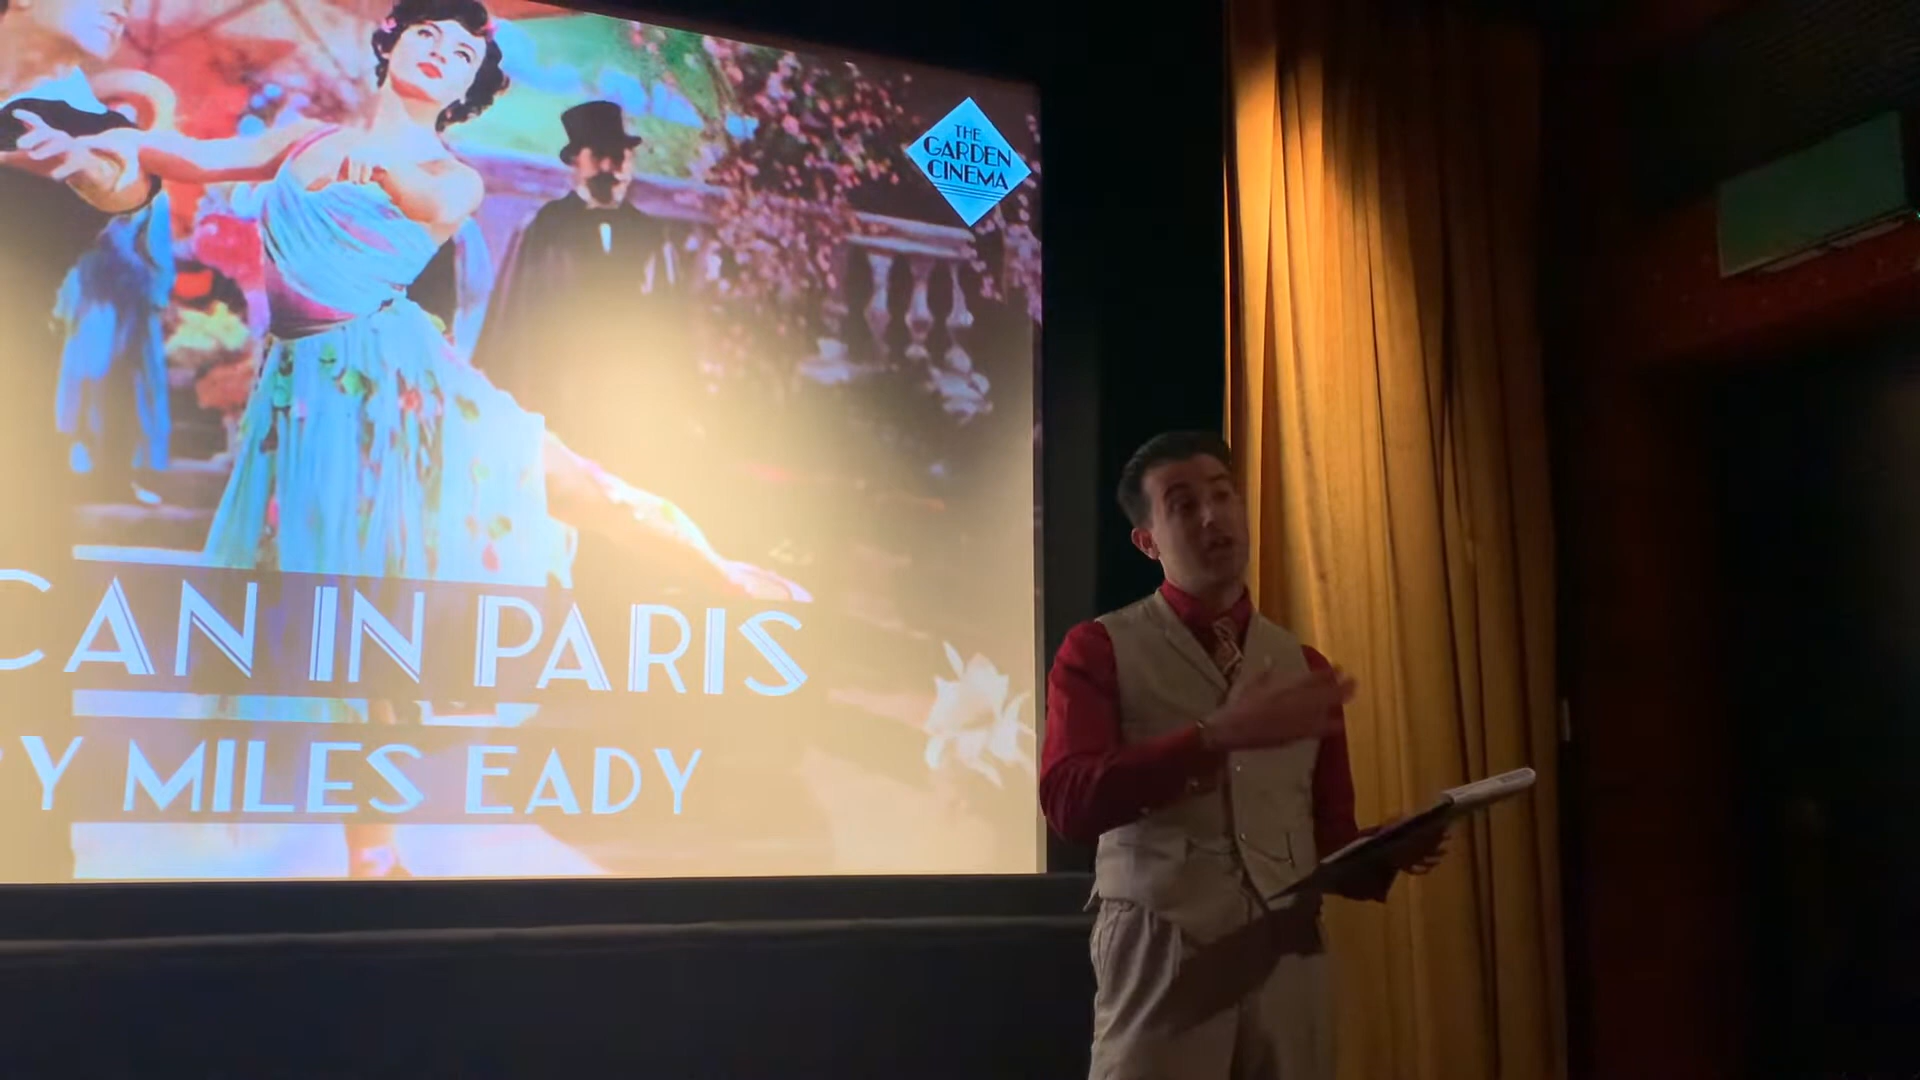 THE
GARDEN
CINEMA
CAN IN PARIS
Y MILES EADY